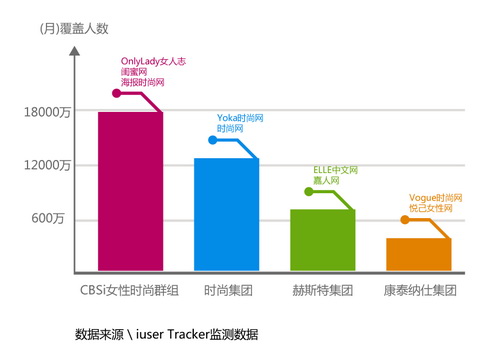 (月)覆盖人数
OnlyLady女人志
闺蜜网
海报时尚网
18000万
Yoka时尚网
时尚网
12000万
ELLE中文网
嘉人网
600万
Vogue时尚网
悦己女性网
CBSi女性时尚群组
时尚集团
赫斯特集团
康泰纳仕集团
数据来源 \ iuser Tracker监测数据